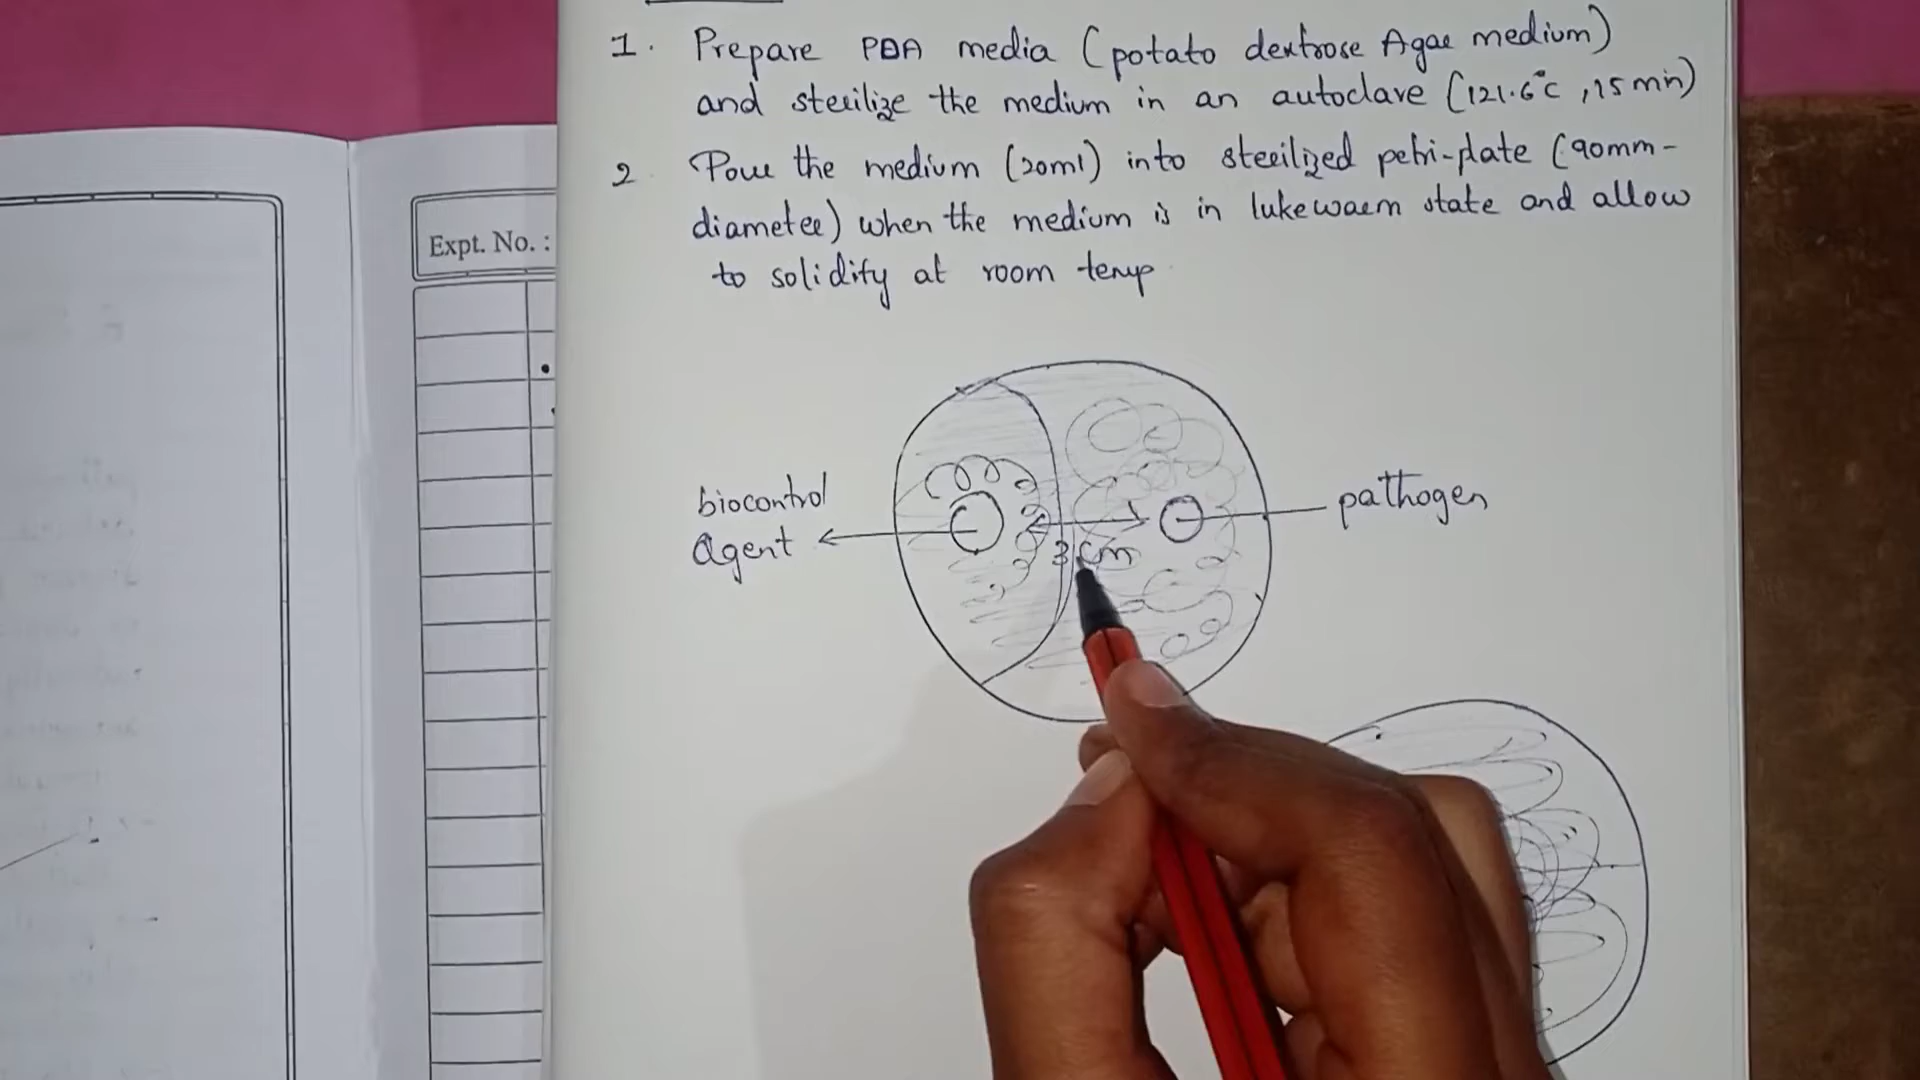 1. Prepare PDA media (potato dextrose Agar medium)
and sterilize the medium in an autoclave (121.6°C, 15 min)
2 Pour the medium (20ml) into sterilized petri-plate (90mm-
diameter) when the medium is in lukewarm state and allow
to solidify at room temp
Expt. No. :
biocontrol
agent
3 cm
pathogen